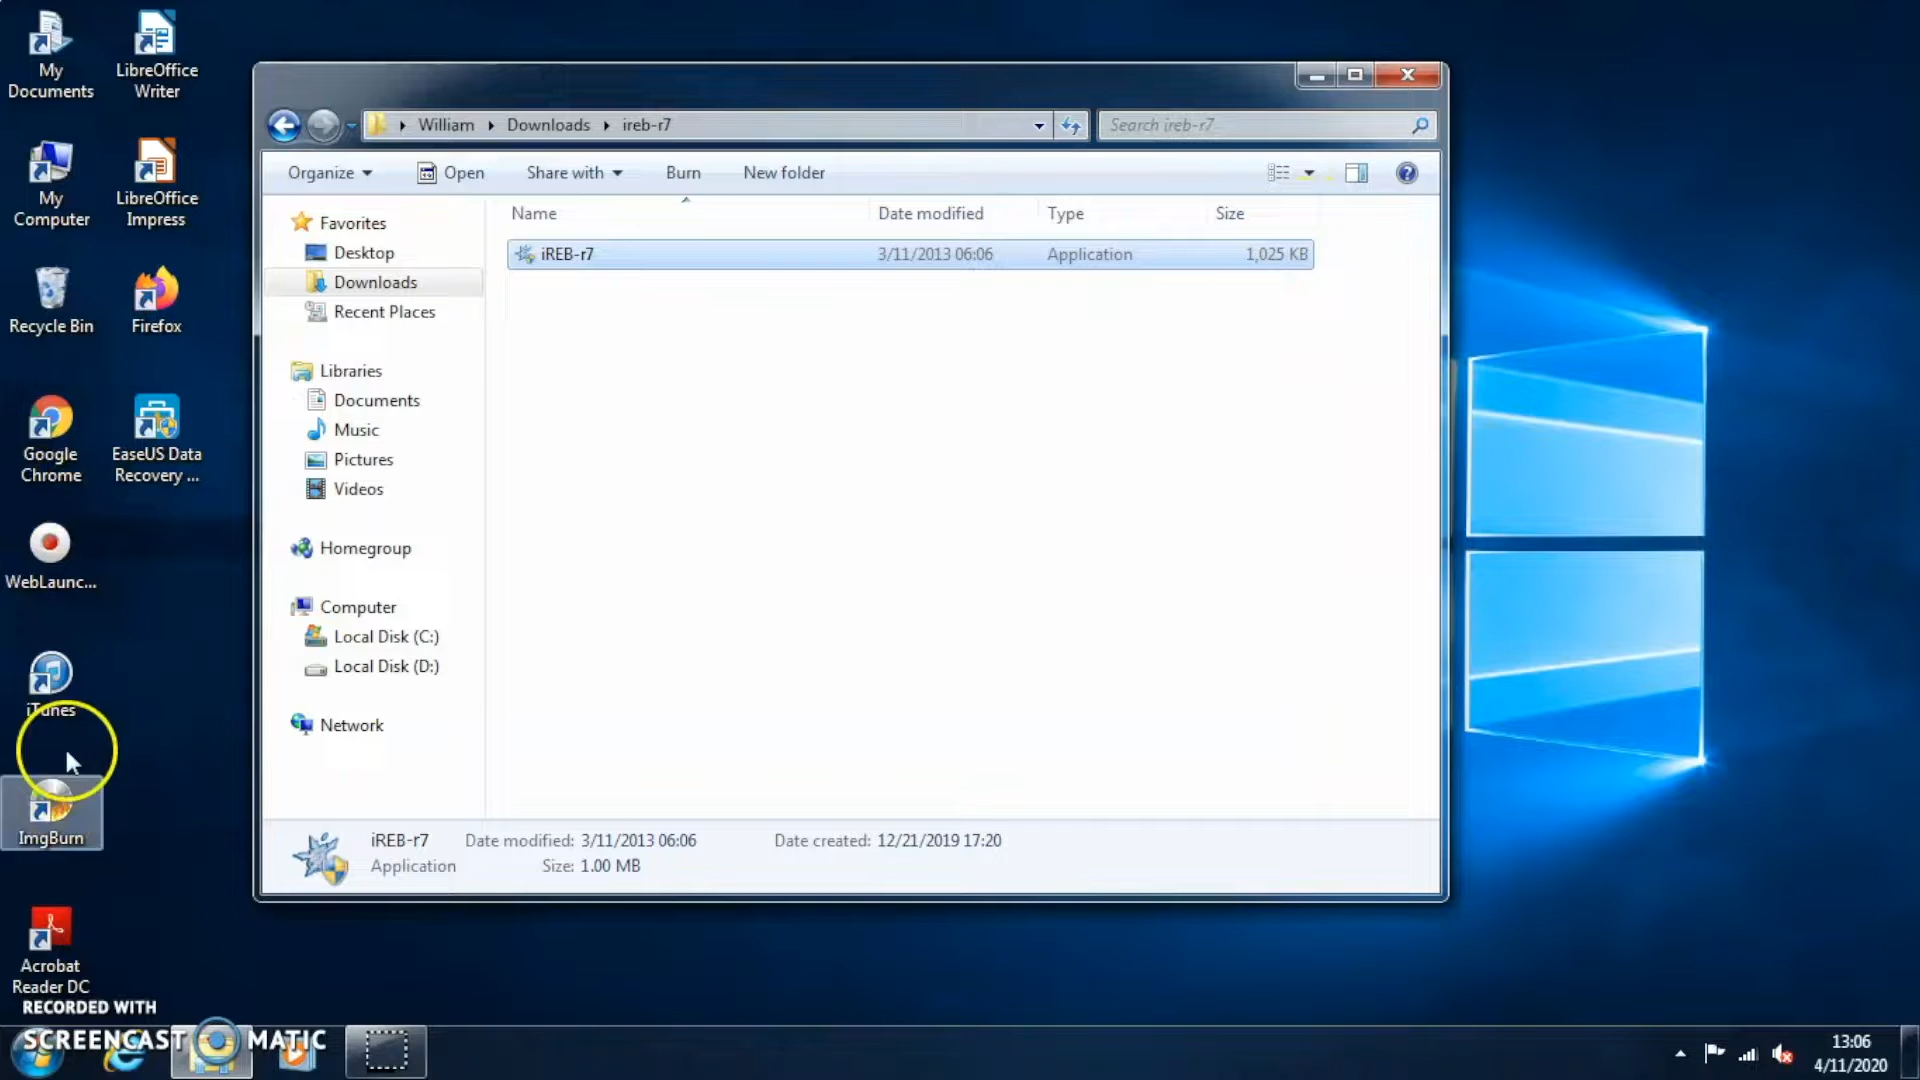 My
Documents
LibreOffice
Writer
My
Computer
LibreOffice
Impress
Recycle Bin
Firefox
Google
Chrome
EaseUS Data
Recovery ...
WebLaunc...
iTunes
ImgBurn
Acrobat
Reader DC
William
Downloads
ireb-r7
Search ireb-r7
Organize
Open
Share with
Burn
New folder
Favorites
Desktop
Downloads
Recent Places
Libraries
Documents
Music
Pictures
Videos
Homegroup
Computer
Local Disk (C:)
Local Disk (D:)
Network
Name Date modified Type Size
iREB-r7 3/11/2013 06:06 Application 1,025 KB
iREB-r7 Date modified: 3/11/2013 06:06 Date created: 12/21/2019 17:20
Application Size: 1.00 MB
RECORDED WITH
SCREENCAST MATIC
13:06
4/11/2020